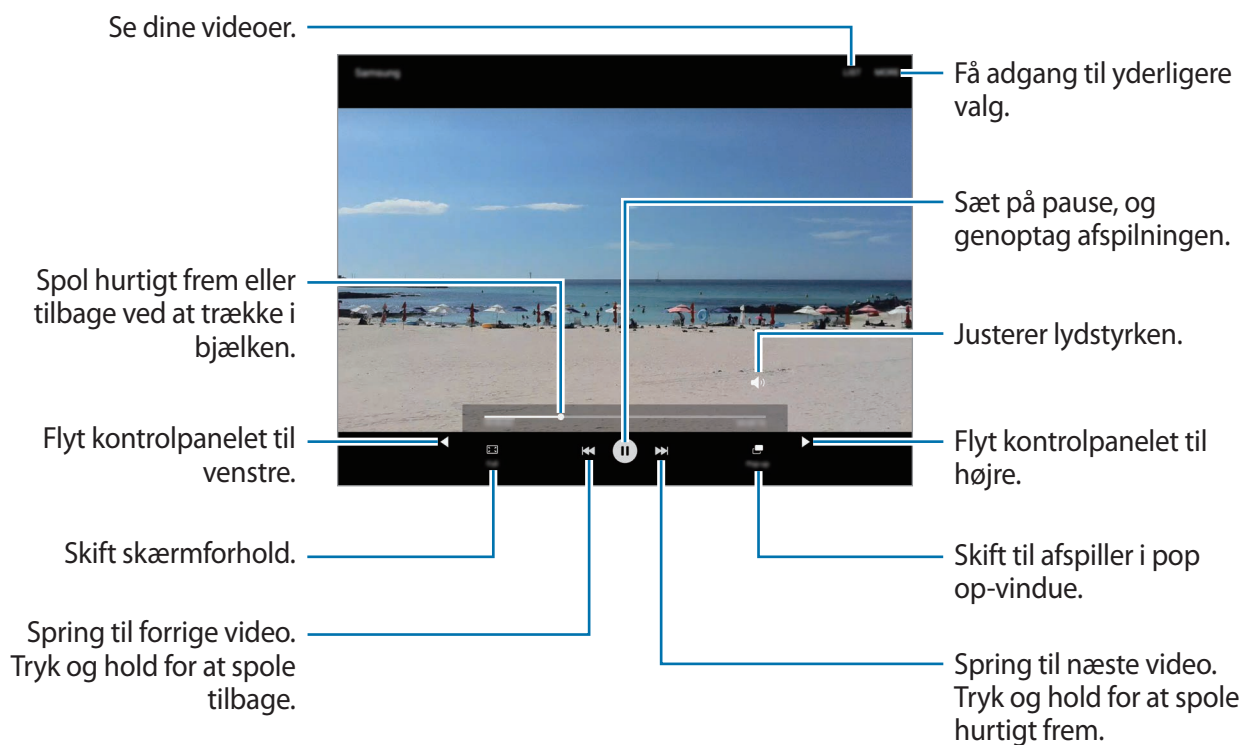 Se dine videoer.
Samsung
LIST MORE
Få adgang til yderligere
valg.
Sæt på pause, og
genoptag afspilningen.
Spol hurtigt frem eller
tilbage ved at trække i
bjælken.
Justerer lydstyrken.
Flyt kontrolpanelet til
venstre.
Flyt kontrolpanelet til
højre.
Full
Pop-up
Skift skærmforhold.
Skift til afspiller i pop
op-vindue.
Spring til forrige video.
Tryk og hold for at spole
tilbage.
Spring til næste video.
Tryk og hold for at spole
hurtigt frem.